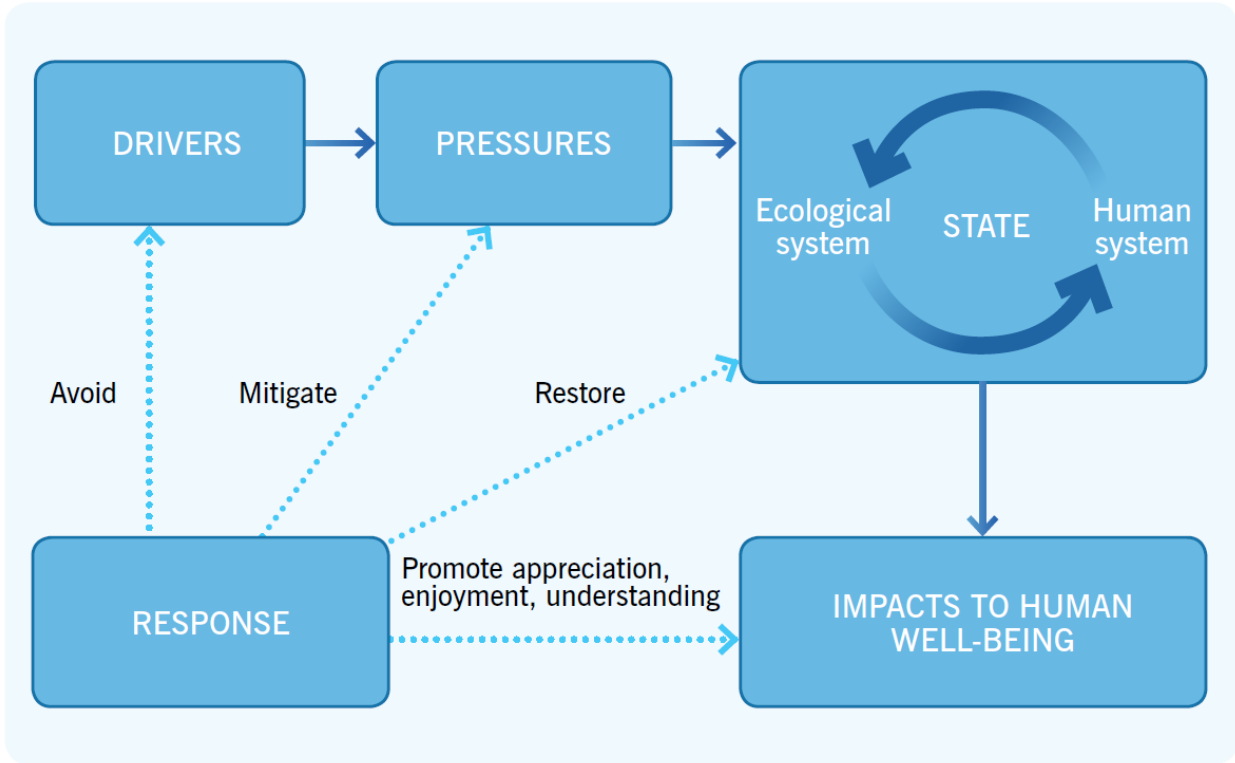 DRIVERS
PRESSURES
Ecological
system
STATE
Human
system
Avoid
Mitigate
Restore
Promote appreciation,
enjoyment, understanding
RESPONSE
IMPACTS TO HUMAN
WELL-BEING